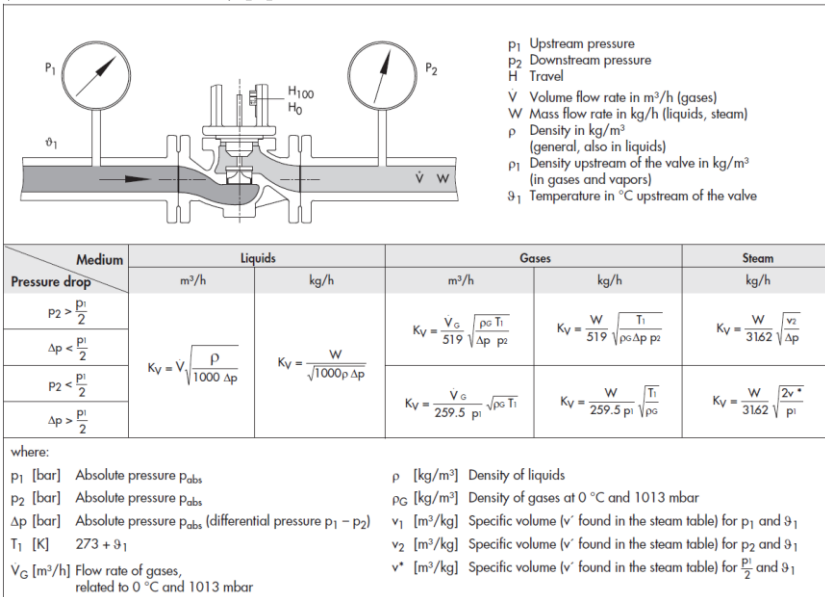 P1
P2
H100
H0
ϑ1
V̇ W
p1 Upstream pressure
p2 Downstream pressure
H Travel
V̇ Volume flow rate in m³/h (gases)
W Mass flow rate in kg/h (liquids, steam)
ρ Density in kg/m³
(general, also in liquids)
ρ1 Density upstream of the valve in kg/m³
(in gases and vapors)
ϑ1 Temperature in °C upstream of the valve
Medium Liquids Gases Steam
Pressure drop m³/h kg/h m³/h kg/h kg/h
p2 > p1/2
Δp < p1/2
p2 < p1/2
Δp > p1/2
KV = V̇ √(ρ / 1000 Δp)
KV = W / √(1000ρ Δp)
KV = V̇G / 519 √(ρG T1 / Δp p2)
KV = W / 519 √(T1 / ρG Δp p2)
KV = W / 31.62 √(v2 / Δp)
KV = V̇G / 259.5 p1 √(ρG T1)
KV = W / 259.5 p1 √(T1 / ρG)
KV = W / 31.62 √(2v* / p1)
where:
p1 [bar] Absolute pressure pabs
p2 [bar] Absolute pressure pabs
Δp [bar] Absolute pressure pabs (differential pressure p1 – p2)
T1 [K] 273 + ϑ1
V̇G [m³/h] Flow rate of gases,
related to 0 °C and 1013 mbar
ρ [kg/m³] Density of liquids
ρG [kg/m³] Density of gases at 0 °C and 1013 mbar
v1 [m³/kg] Specific volume (v´ found in the steam table) for p1 and ϑ1
v2 [m³/kg] Specific volume (v´ found in the steam table) for p2 and ϑ1
v* [m³/kg] Specific volume (v´ found in the steam table) for p1/2 and ϑ1